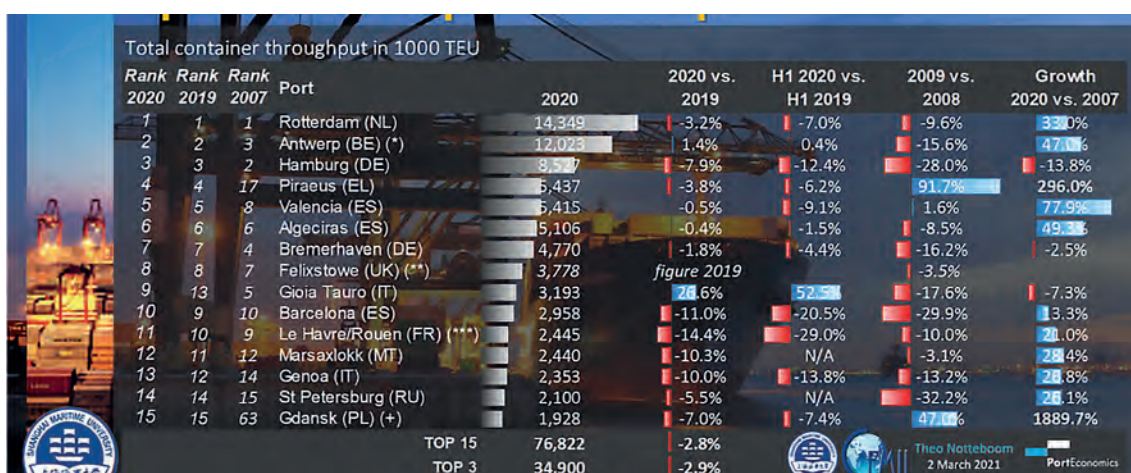 Total container throughput in 1000 TEU
Rank Rank Rank Port 2020 vs. H1 2020 vs. 2009 vs. Growth
2020 2019 2007 2020 2019 H1 2019 2008 2020 vs. 2007
1 1 1 Rotterdam (NL) 14,349 -3.2% -7.0% -9.6% 33.0%
2 2 3 Antwerp (BE) (*) 12,023 1.4% 0.4% -15.6% 47.0%
3 3 2 Hamburg (DE) 8,527 -7.9% -12.4% -28.0% -13.8%
4 4 17 Piraeus (EL) 5,437 -3.8% -6.2% 91.7% 296.0%
5 5 8 Valencia (ES) 5,415 -0.5% -9.1% 1.6% 77.9%
6 6 6 Algeciras (ES) 5,106 -0.4% -1.5% -8.5% 49.3%
7 7 4 Bremerhaven (DE) 4,770 -1.8% -4.4% -16.2% -2.5%
8 8 7 Felixstowe (UK) (**) 3,778 figure 2019 -3.5%
9 13 5 Gioia Tauro (IT) 3,193 26.6% 52.5% -17.6% -7.3%
10 9 10 Barcelona (ES) 2,958 -11.0% -20.5% -29.9% 13.3%
11 10 9 Le Havre/Rouen (FR) (***) 2,445 -14.4% -29.0% -10.0% 21.0%
12 11 12 Marsaxlokk (MT) 2,440 -10.3% N/A -3.1% 28.4%
13 12 14 Genoa (IT) 2,353 -10.0% -13.8% -13.2% 26.8%
14 14 15 St Petersburg (RU) 2,100 -5.5% N/A -32.2% 26.1%
15 15 63 Gdansk (PL) (+) 1,928 -7.0% -7.4% 47.0% 1889.7%
TOP 15 76,822 -2.8%
TOP 3 34,900 -2.9%
SHANGHAI MARITIME UNIVERSITY
Theo Notteboom
2 March 2021
PortEconomics